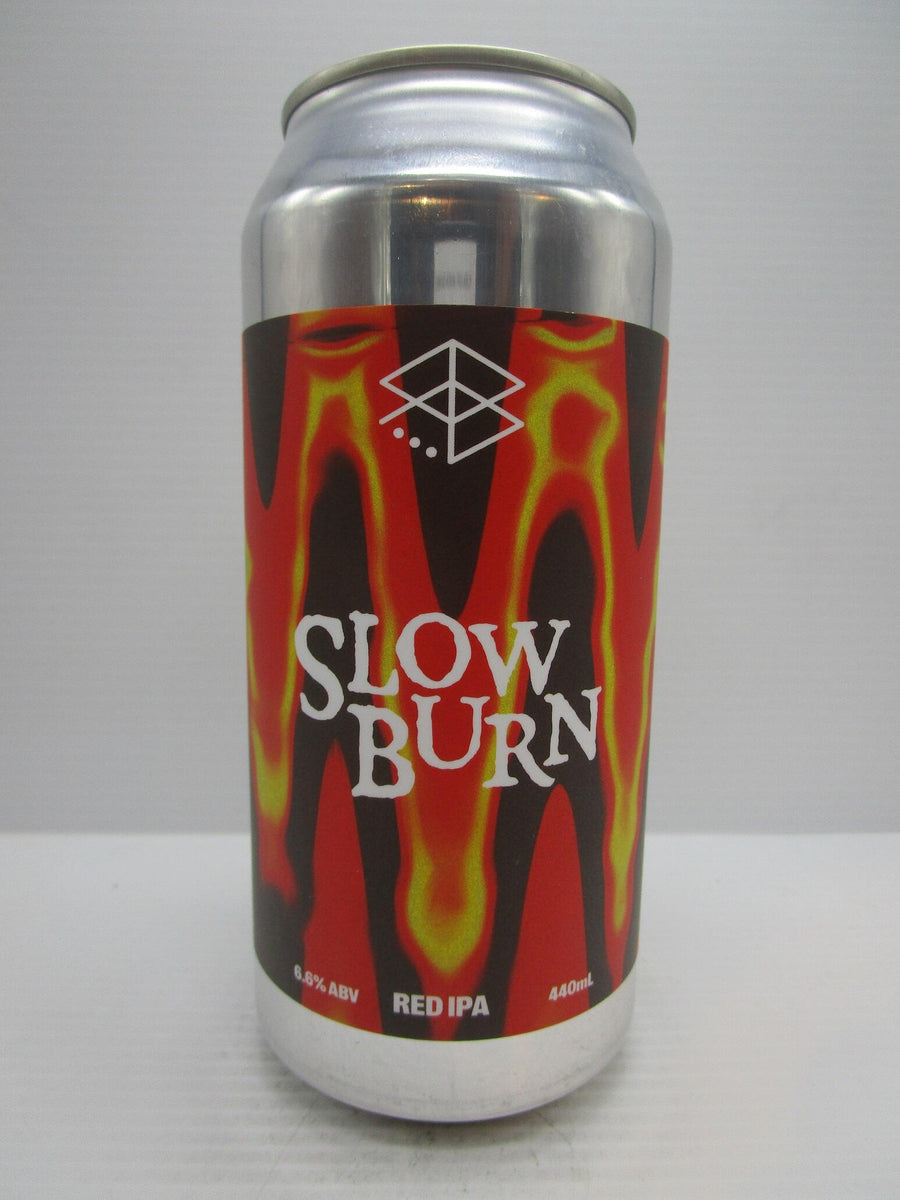 SLOW
BURN
6.6% ABV
RED IPA
440mL